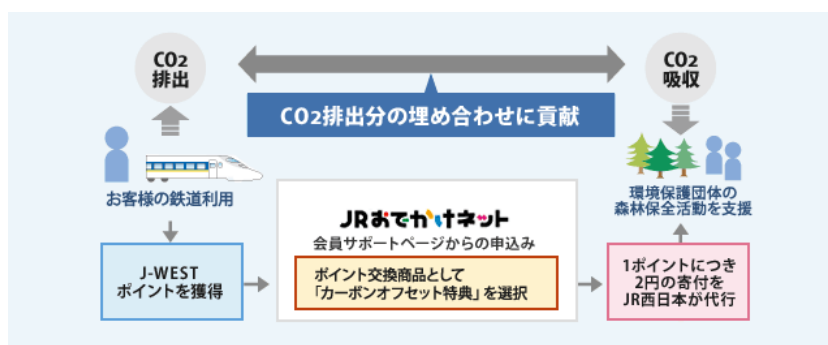 CO2
排出
CO2
吸収
CO2排出分の埋め合わせに貢献
お客様の鉄道利用
環境保護団体の
森林保全活動を支援
J-WEST
ポイントを獲得
JRおでかけネット
会員サポートページからの申込み
ポイント交換商品として
「カーボンオフセット特典」を選択
1ポイントにつき
2円の寄付を
JR西日本が代行